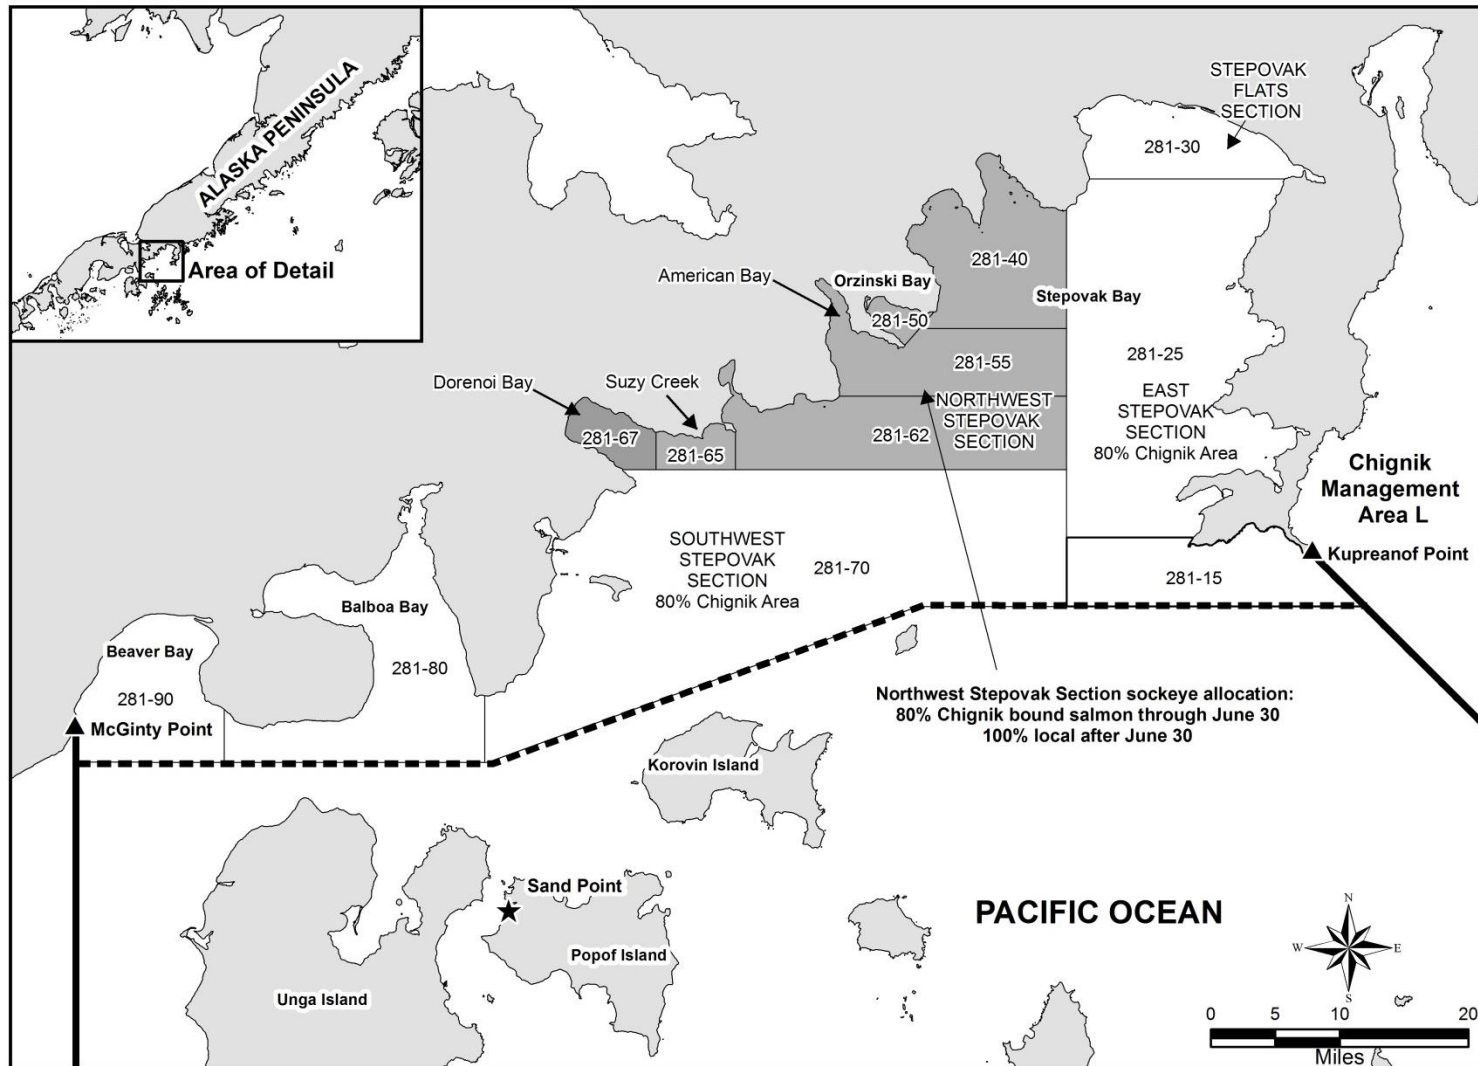 ALASKA PENINSULA
Area of Detail
STEPOVAK
FLATS
SECTION
281-30
American Bay
Orzinski Bay
281-40
Stepovak Bay
281-50
281-55
281-25
Dorenoi Bay
Suzy Creek
NORTHWEST
STEPOVAK
SECTION
EAST
STEPOVAK
SECTION
80% Chignik Area
281-67
281-65
281-62
Chignik
Management
Area L
Kupreanof Point
SOUTHWEST
STEPOVAK
SECTION
80% Chignik Area
281-70
281-15
Balboa Bay
Beaver Bay
281-80
281-90
McGinty Point
Northwest Stepovak Section sockeye allocation:
80% Chignik bound salmon through June 30
100% local after June 30
Korovin Island
Sand Point
PACIFIC OCEAN
Popof Island
Unga Island
N
W
E
S
0 5 10 20
Miles